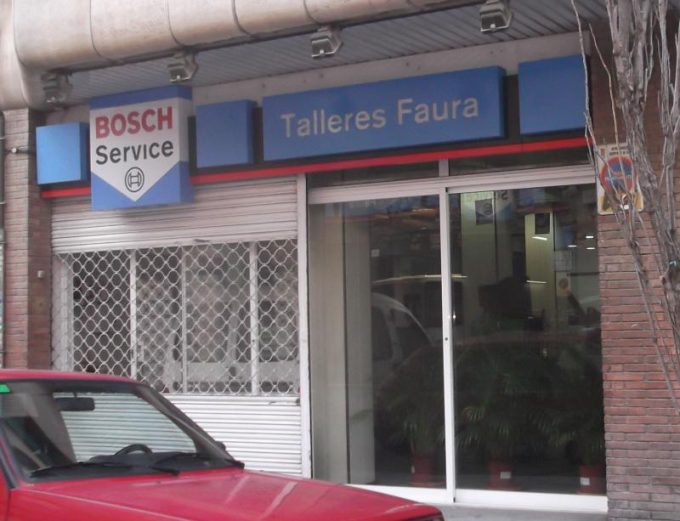 BOSCH
Service
Talleres Faura